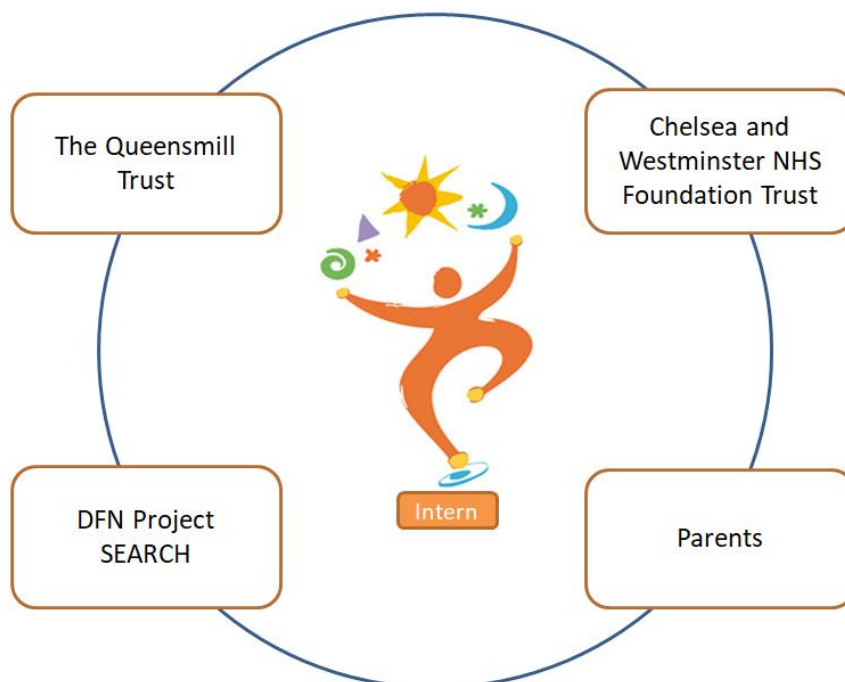 The Queensmill
Trust
Chelsea and
Westminster NHS
Foundation Trust
DFN Project
SEARCH
Intern
Parents